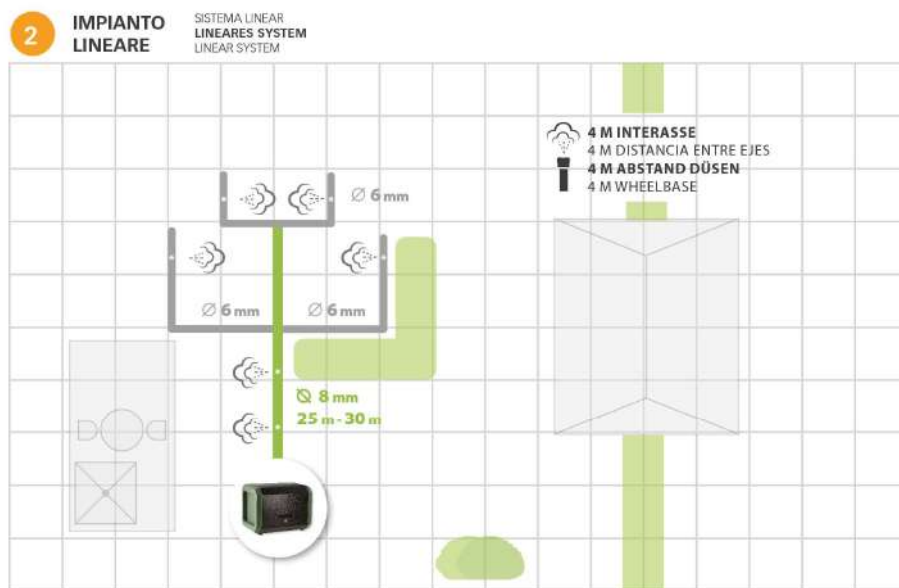 2
IMPIANTO
LINEARE
SISTEMA LINEAR
LINEARES SYSTEM
LINEAR SYSTEM
4 M INTERASSE
4 M DISTANCIA ENTRE EJES
4 M ABSTAND DÜSEN
4 M WHEELBASE
Ø 6 mm
Ø 6 mm
Ø 6 mm
Ø 8 mm
25 m - 30 m